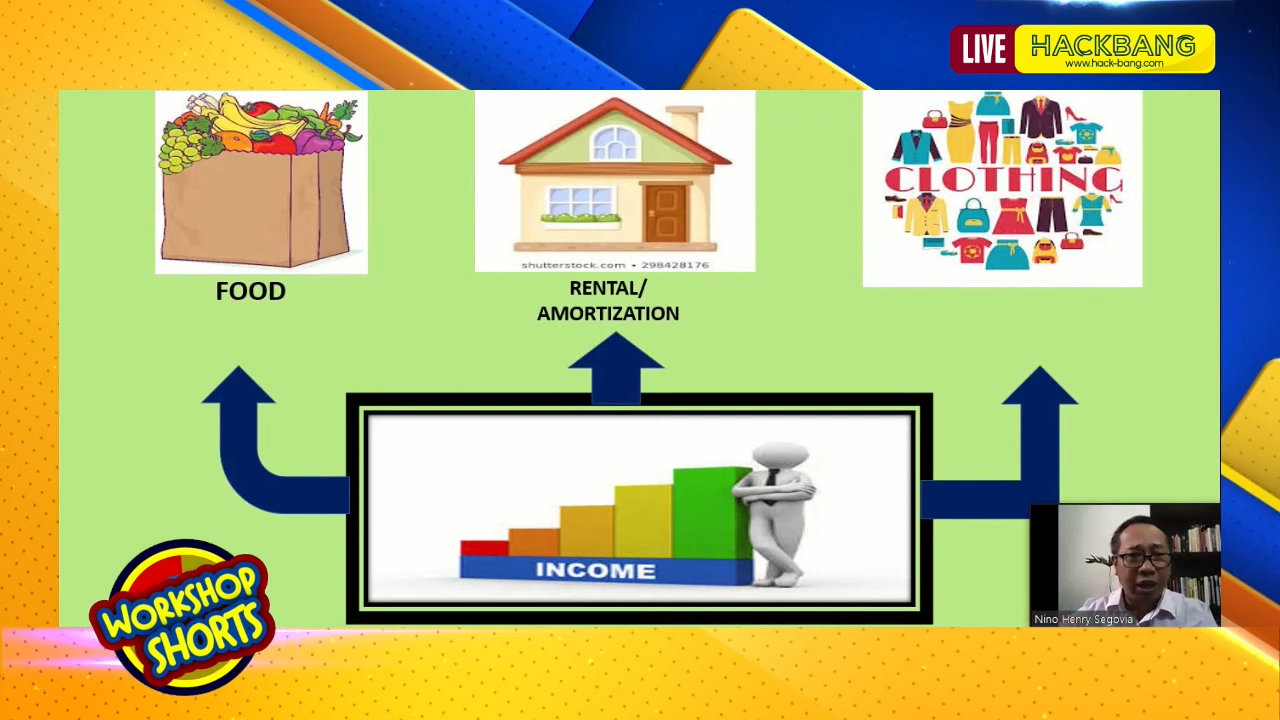 LIVE
HACKBANG
www.hack-bang.com
CLOTHING
shutterstock.com • 298428176
FOOD
RENTAL/
AMORTIZATION
INCOME
WORKSHOP
SHORTS
Nino Henry Segovia